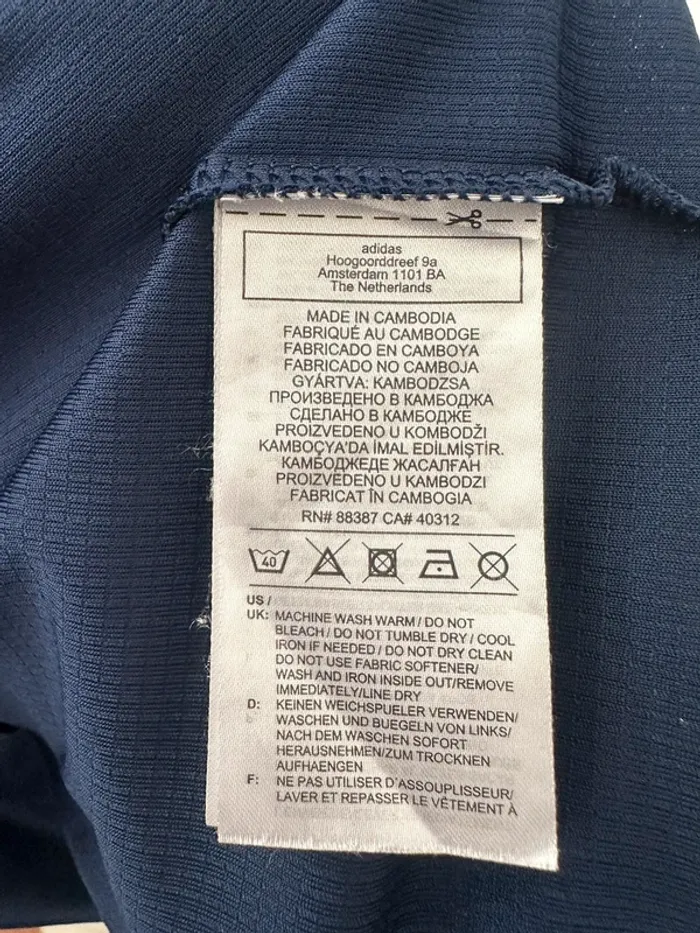 adidas
Hoogoorddreef 9a
Amsterdam 1101 BA
The Netherlands
MADE IN CAMBODIA
FABRIQUÉ AU CAMBODGE
FABRICADO EN CAMBOYA
FABRICADO NO CAMBOJA
GYÁRTVA: KAMBODZSA
ПРОИЗВЕДЕНО В КАМБОДЖА
СДЕЛАНО В КАМБОДЖЕ
PROIZVEDENO U KOMBODŽI
KAMBOÇYA'DA İMAL EDİLMİŞTİR.
КАМБОДЖЕДЕ ЖАСАЛҒАН
PROIZVEDENO U KAMBODZI
FABRICAT ÎN CAMBOGIA
RN# 88387 CA# 40312
40
US /
UK: MACHINE WASH WARM / DO NOT
BLEACH / DO NOT TUMBLE DRY / COOL
IRON IF NEEDED / DO NOT DRY CLEAN
DO NOT USE FABRIC SOFTENER/
WASH AND IRON INSIDE OUT/REMOVE
IMMEDIATELY/LINE DRY
D: KEINEN WEICHSPUELER VERWENDEN/
WASCHEN UND BUEGELN VON LINKS/
NACH DEM WASCHEN SOFORT
HERAUSNEHMEN/ZUM TROCKNEN
AUFHAENGEN
F: NE PAS UTILISER D'ASSOUPLISSEUR/
LAVER ET REPASSER LE VÊTEMENT À